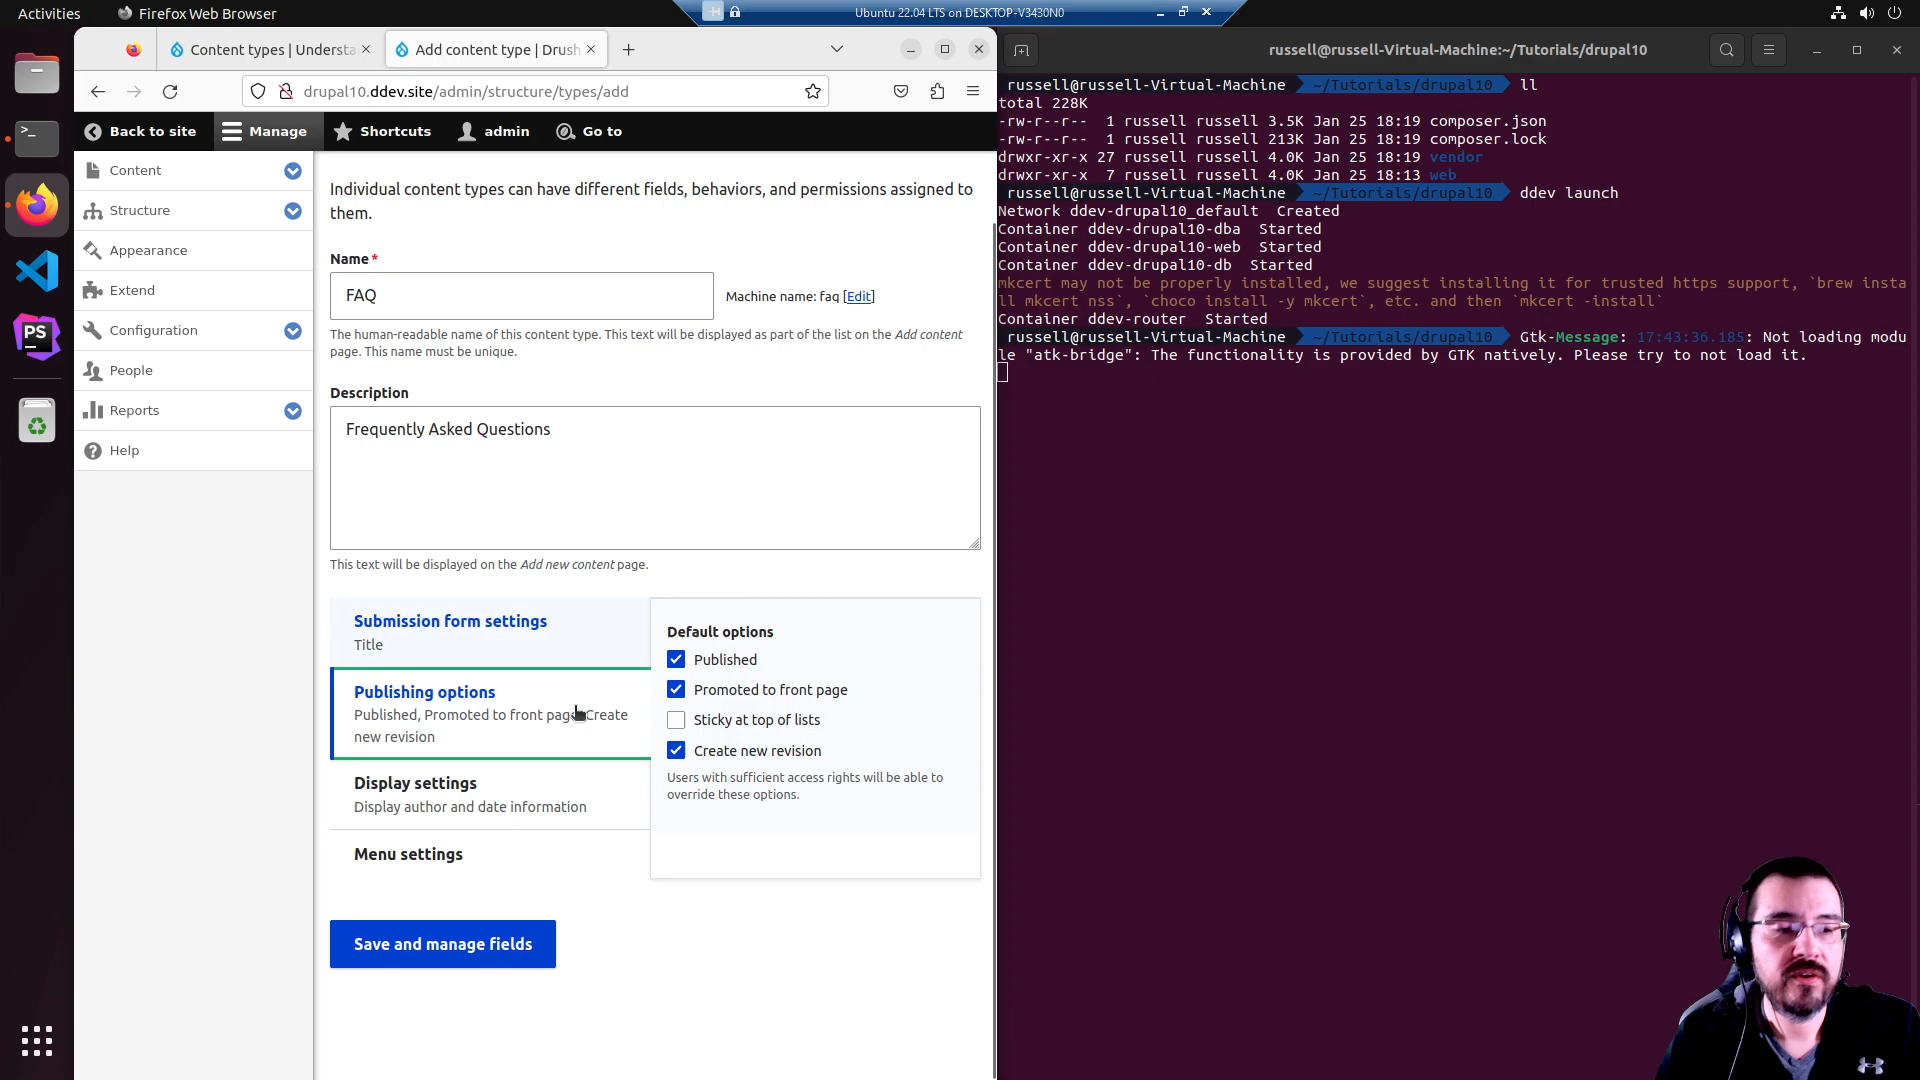 Activities
Firefox Web Browser
Ubuntu 22.04 LTS on DESKTOP-V3430N0
Content types | Understa
Add content type | Drush
drupal10.ddev.site/admin/structure/types/add
Back to site
Manage
Shortcuts
admin
Go to
Content
Structure
Appearance
Extend
Configuration
People
Reports
Help
Individual content types can have different fields, behaviors, and permissions assigned to
them.
Name*
FAQ
Machine name: faq [Edit]
The human-readable name of this content type. This text will be displayed as part of the list on the Add content
page. This name must be unique.
Description
Frequently Asked Questions
This text will be displayed on the Add new content page.
Submission form settings
Title
Publishing options
Published, Promoted to front page, Create
new revision
Display settings
Display author and date information
Menu settings
Default options
Published
Promoted to front page
Sticky at top of lists
Create new revision
Users with sufficient access rights will be able to
override these options.
Save and manage fields
russell@russell-Virtual-Machine:~/Tutorials/drupal10
russell@russell-Virtual-Machine ~/Tutorials/drupal10 ll
total 228K
-rw-r--r-- 1 russell russell 3.5K Jan 25 18:19 composer.json
-rw-r--r-- 1 russell russell 213K Jan 25 18:19 composer.lock
drwxr-xr-x 27 russell russell 4.0K Jan 25 18:19 vendor
drwxr-xr-x 7 russell russell 4.0K Jan 25 18:13 web
russell@russell-Virtual-Machine ~/Tutorials/drupal10 ddev launch
Network ddev-drupal10_default Created
Container ddev-drupal10-dba Started
Container ddev-drupal10-web Started
Container ddev-drupal10-db Started
mkcert may not be properly installed, we suggest installing it for trusted https support, `brew insta
ll mkcert nss`, `choco install -y mkcert`, etc. and then `mkcert -install`
Container ddev-router Started
russell@russell-Virtual-Machine ~/Tutorials/drupal10 Gtk-Message: 17:43:36.185: Not loading modu
le "atk-bridge": The functionality is provided by GTK natively. Please try to not load it.
PS